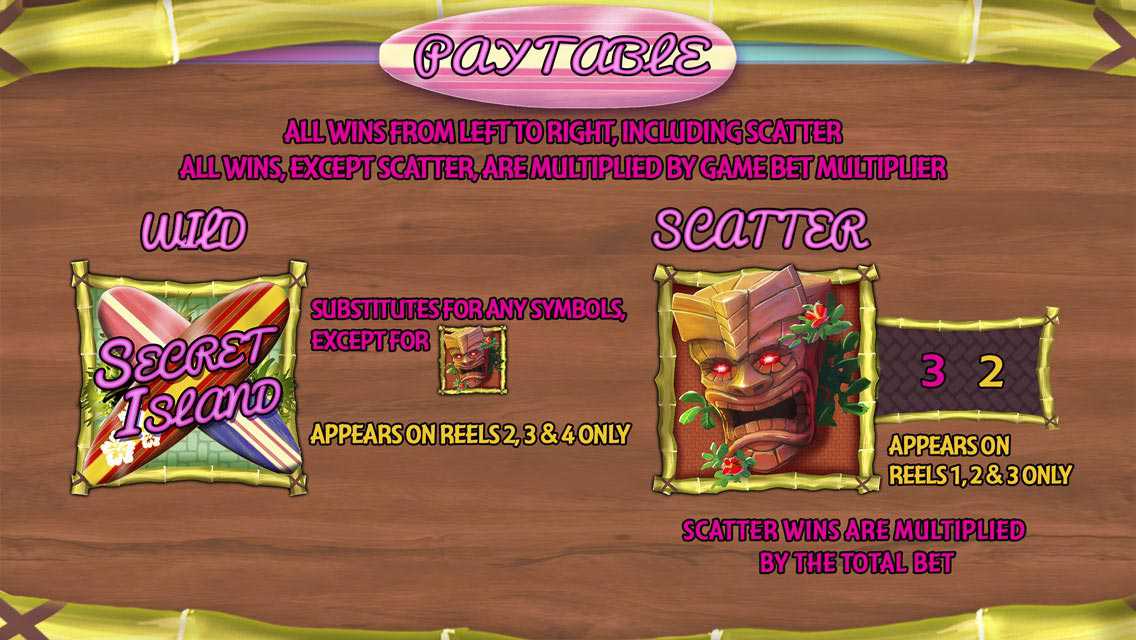 PAYTABLE
ALL WINS FROM LEFT TO RIGHT, INCLUDING SCATTER
ALL WINS, EXCEPT SCATTER, ARE MULTIPLIED BY GAME BET MULTIPLIER
WILD
SECRET
ISLAND
SUBSTITUTES FOR ANY SYMBOLS,
EXCEPT FOR
APPEARS ON REELS 2, 3 & 4 ONLY
SCATTER
3 2
APPEARS ON
REELS 1, 2 & 3 ONLY
SCATTER WINS ARE MULTIPLIED
BY THE TOTAL BET